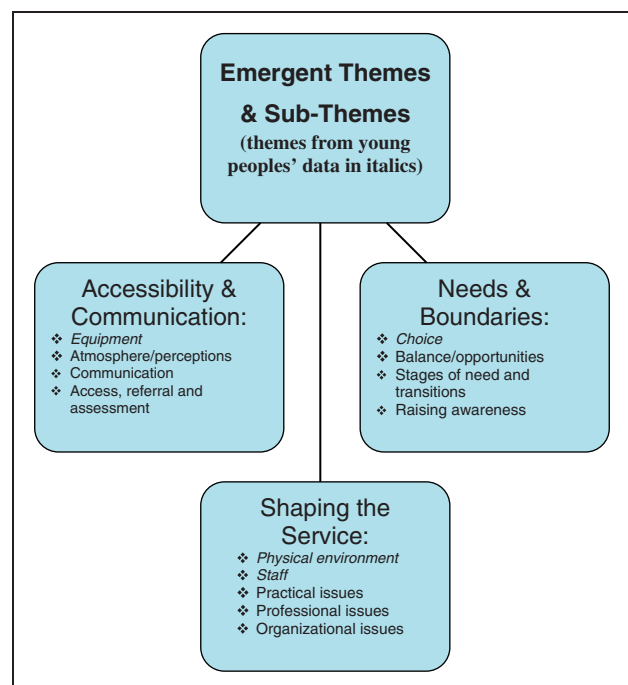 Emergent Themes
& Sub-Themes
(themes from young
peoples’ data in italics)
Accessibility &
Communication:
❖ Equipment
❖ Atmosphere/perceptions
❖ Communication
❖ Access, referral and
assessment
Needs &
Boundaries:
❖ Choice
❖ Balance/opportunities
❖ Stages of need and
transitions
❖ Raising awareness
Shaping the
Service:
❖ Physical environment
❖ Staff
❖ Practical issues
❖ Professional issues
❖ Organizational issues